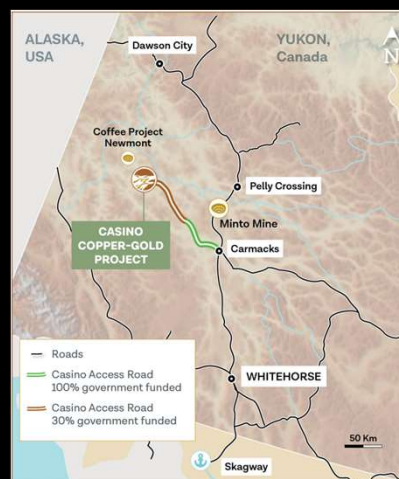 ALASKA,
USA
YUKON,
Canada
N
Dawson City
Coffee Project
Newmont
Pelly Crossing
Minto Mine
CASINO
COPPER-GOLD
PROJECT
Carmacks
Roads
Casino Access Road
100% government funded
Casino Access Road
30% government funded
WHITEHORSE
50 Km
Skagway